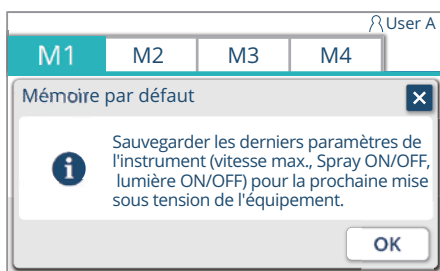 User A
M1 M2 M3 M4
Mémoire par défaut
Sauvegarder les derniers paramètres de
l'instrument (vitesse max., Spray ON/OFF,
lumière ON/OFF) pour la prochaine mise
sous tension de l'équipement.
OK